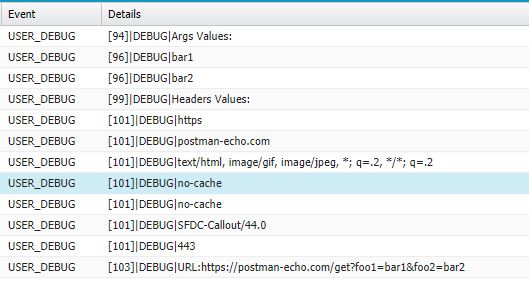 Event Details
USER_DEBUG [94]|DEBUG|Args Values:
USER_DEBUG [96]|DEBUG|bar1
USER_DEBUG [96]|DEBUG|bar2
USER_DEBUG [99]|DEBUG|Headers Values:
USER_DEBUG [101]|DEBUG|https
USER_DEBUG [101]|DEBUG|postman-echo.com
USER_DEBUG [101]|DEBUG|text/html, image/gif, image/jpeg, *; q=.2, */*; q=.2
USER_DEBUG [101]|DEBUG|no-cache
USER_DEBUG [101]|DEBUG|no-cache
USER_DEBUG [101]|DEBUG|SFDC-Callout/44.0
USER_DEBUG [101]|DEBUG|443
USER_DEBUG [103]|DEBUG|URL:https://postman-echo.com/get?foo1=bar1&foo2=bar2